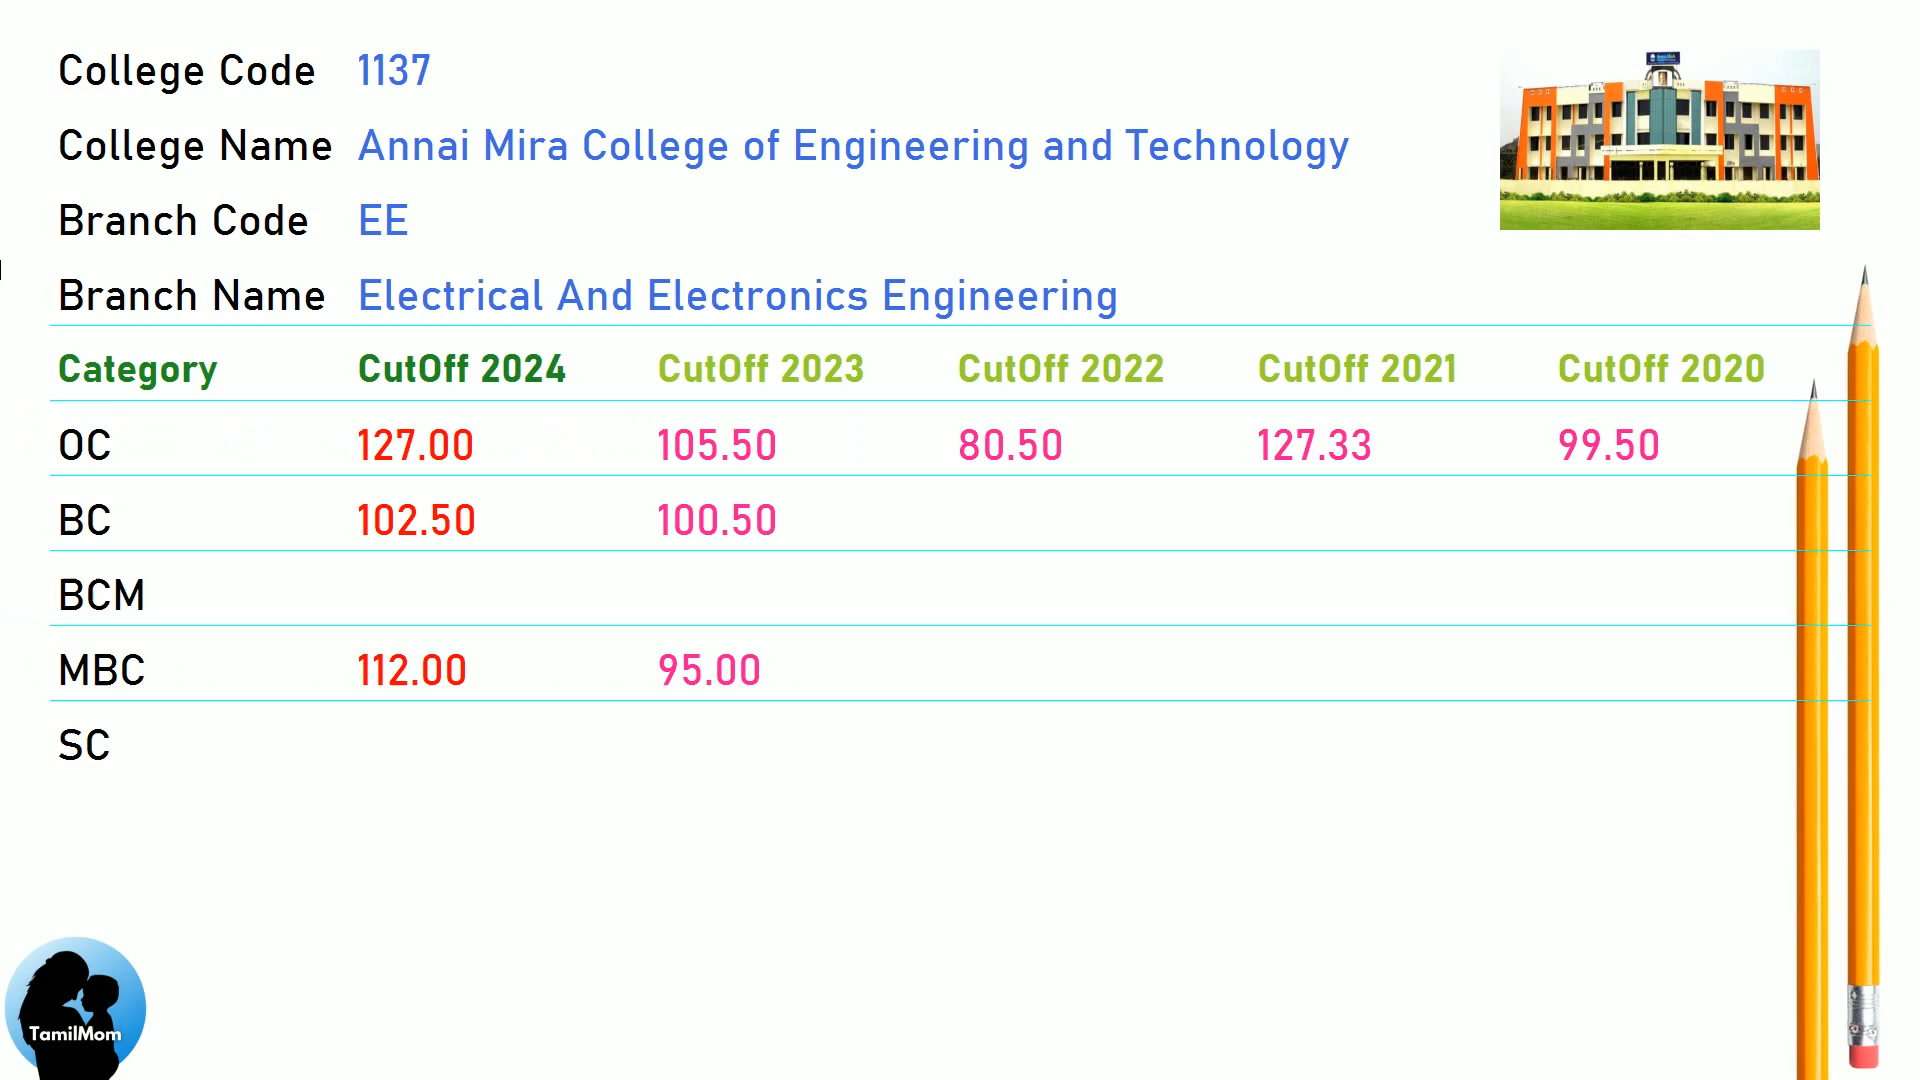 College Code 1137
College Name Annai Mira College of Engineering and Technology
Branch Code EE
Branch Name Electrical And Electronics Engineering
Category CutOff 2024 CutOff 2023 CutOff 2022 CutOff 2021 CutOff 2020
OC 127.00 105.50 80.50 127.33 99.50
BC 102.50 100.50
BCM
MBC 112.00 95.00
SC
TamilMom